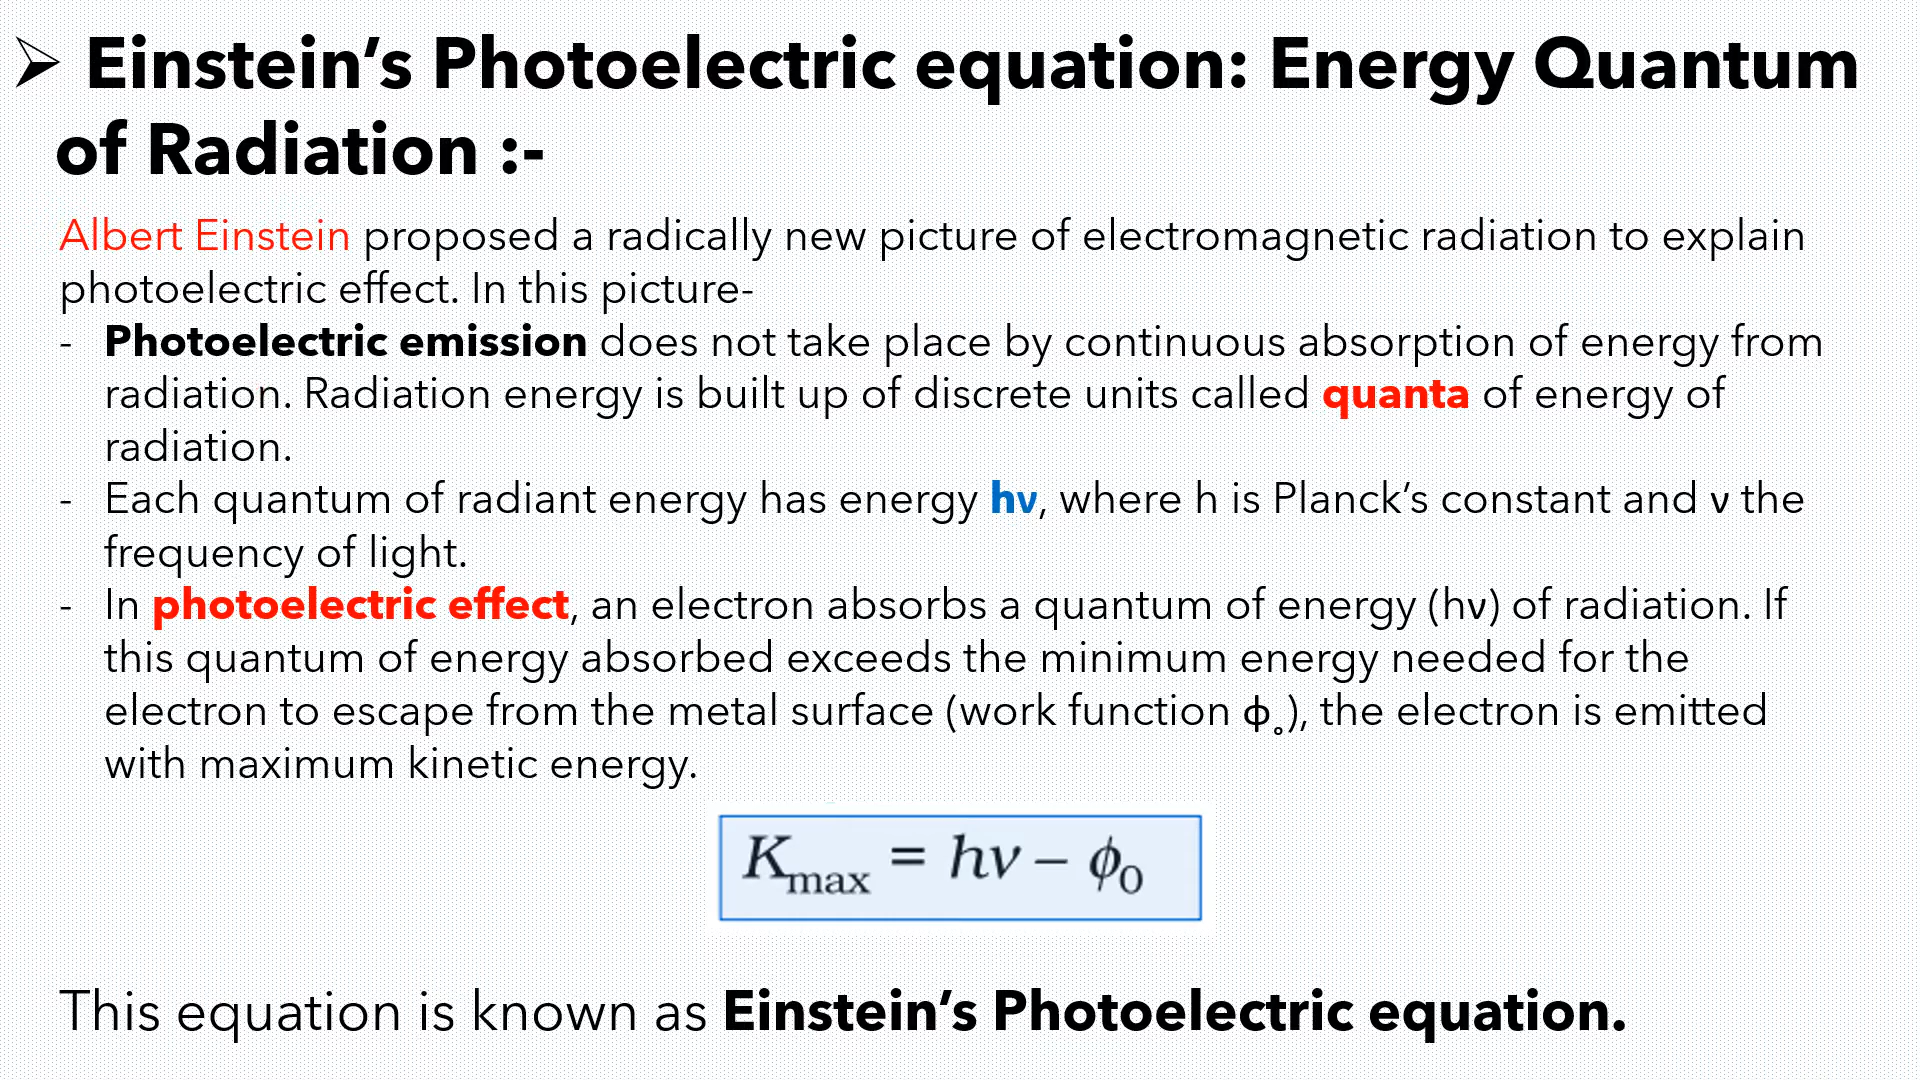 ➢ Einstein’s Photoelectric equation: Energy Quantum
of Radiation :-
Albert Einstein proposed a radically new picture of electromagnetic radiation to explain
photoelectric effect. In this picture-
- Photoelectric emission does not take place by continuous absorption of energy from
radiation. Radiation energy is built up of discrete units called quanta of energy of
radiation.
- Each quantum of radiant energy has energy hν, where h is Planck’s constant and ν the
frequency of light.
- In photoelectric effect, an electron absorbs a quantum of energy (hν) of radiation. If
this quantum of energy absorbed exceeds the minimum energy needed for the
electron to escape from the metal surface (work function ϕ˳), the electron is emitted
with maximum kinetic energy.
K_max = hν – ϕ₀
This equation is known as Einstein’s Photoelectric equation.